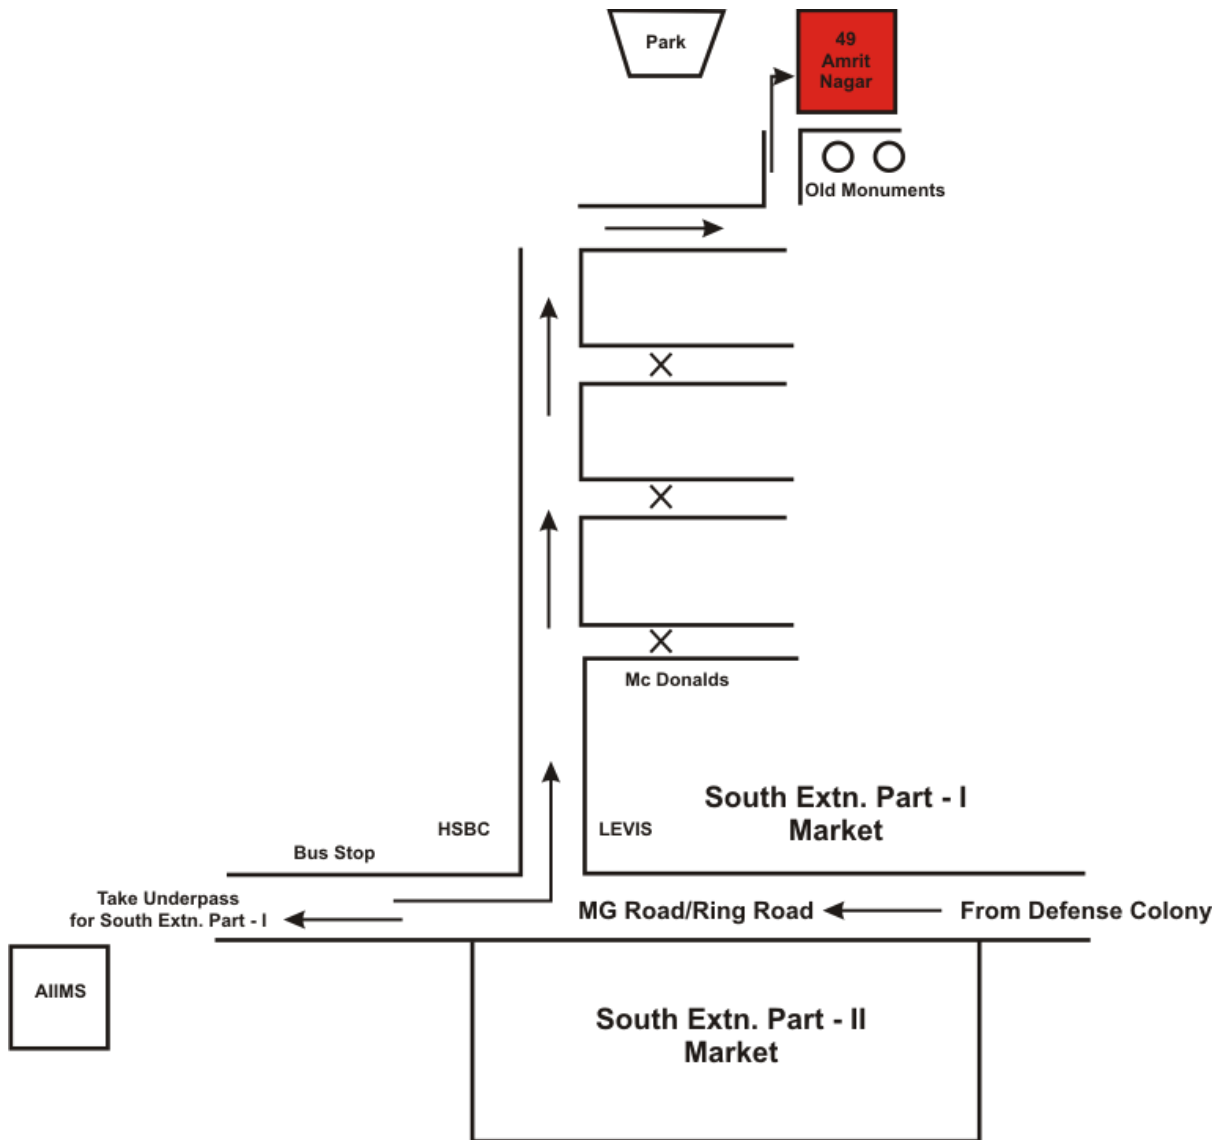 Park
49
Amrit
Nagar
Old Monuments
Mc Donalds
South Extn. Part - I
Market
HSBC
LEVIS
Bus Stop
Take Underpass
for South Extn. Part - I
MG Road/Ring Road
From Defense Colony
AIIMS
South Extn. Part - II
Market